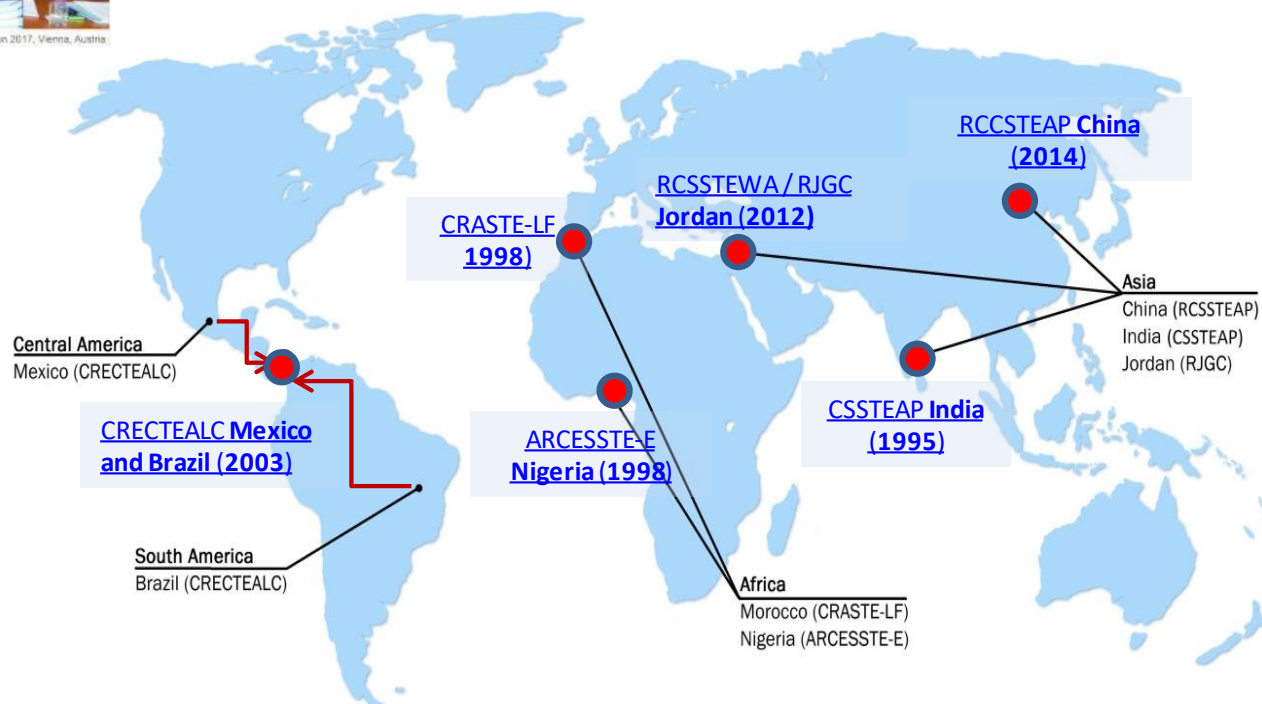 on 2017, Vienna, Austria
RCCSTEAP China
(2014)
RCSSTEWA / RJGC
Jordan (2012)
CRASTE-LF
1998)
Asia
China (RCSSTEAP)
India (CSSTEAP)
Jordan (RJGC)
Central America
Mexico (CRECTEALC)
CRECTEALC Mexico
and Brazil (2003)
ARCESSTE-E
Nigeria (1998)
CSSTEAP India
(1995)
South America
Brazil (CRECTEALC)
Africa
Morocco (CRASTE-LF)
Nigeria (ARCESSTE-E)